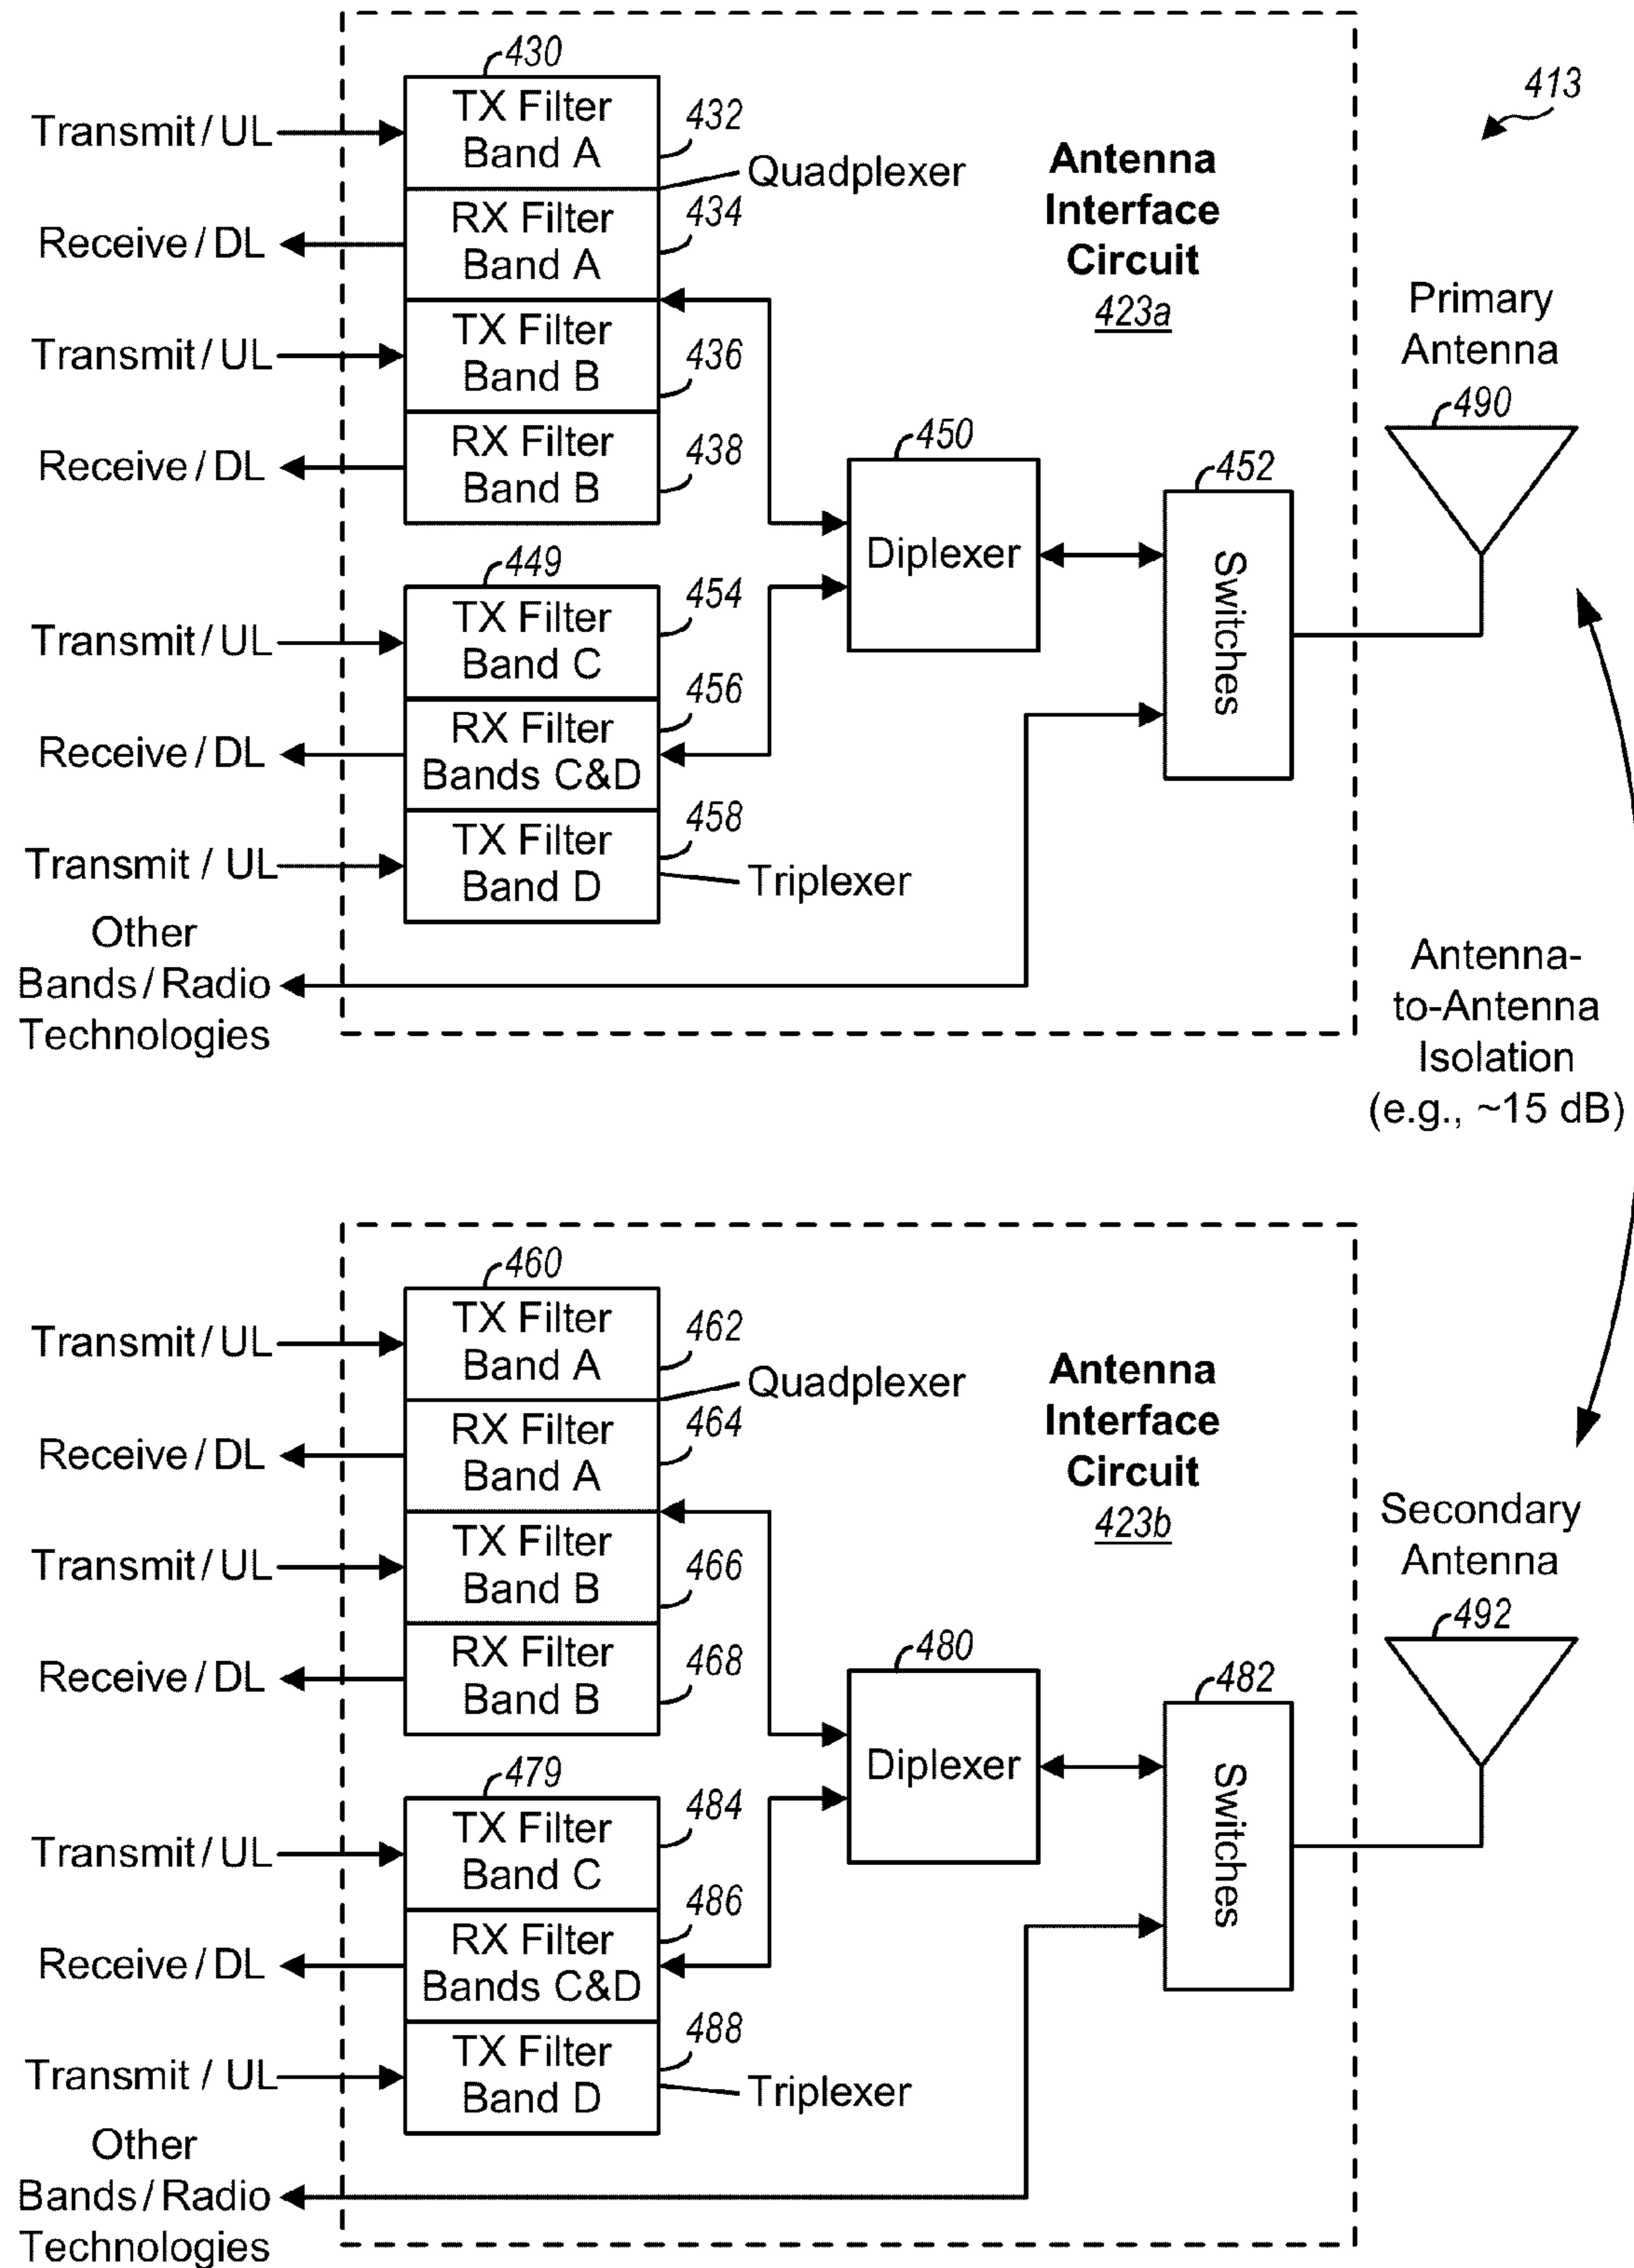 413
430
Transmit / UL
TX Filter
Band A
432
Quadplexer
Receive / DL
RX Filter
Band A
434
Transmit / UL
TX Filter
Band B
436
Receive / DL
RX Filter
Band B
438
Antenna
Interface
Circuit
423a
Primary
Antenna
490
450
Diplexer
452
Switches
449
Transmit / UL
TX Filter
Band C
454
Receive / DL
RX Filter
Bands C&D
456
Transmit / UL
TX Filter
Band D
458
Triplexer
Other
Bands / Radio
Technologies
Antenna-
to-Antenna
Isolation
(e.g., ~15 dB)
460
Transmit / UL
TX Filter
Band A
462
Quadplexer
Receive / DL
RX Filter
Band A
464
Transmit / UL
TX Filter
Band B
466
Receive / DL
RX Filter
Band B
468
Antenna
Interface
Circuit
423b
Secondary
Antenna
492
480
Diplexer
482
Switches
479
Transmit / UL
TX Filter
Band C
484
Receive / DL
RX Filter
Bands C&D
486
Transmit / UL
TX Filter
Band D
488
Triplexer
Other
Bands / Radio
Technologies